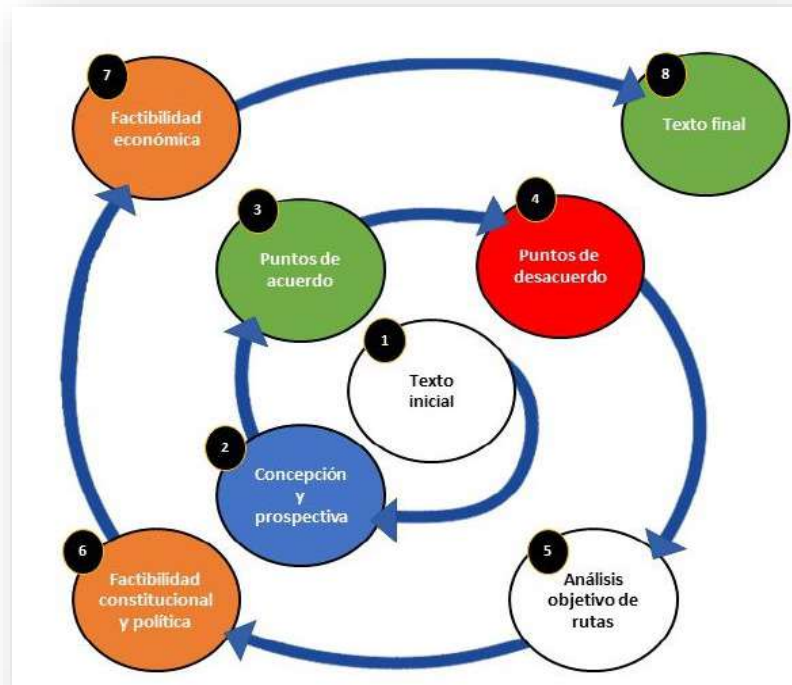 1
Texto
inicial
2
Concepción
y
prospectiva
3
Puntos de
acuerdo
4
Puntos de
desacuerdo
5
Análisis
objetivo de
rutas
6
Factibilidad
constitucional
y política
7
Factibilidad
económica
8
Texto final